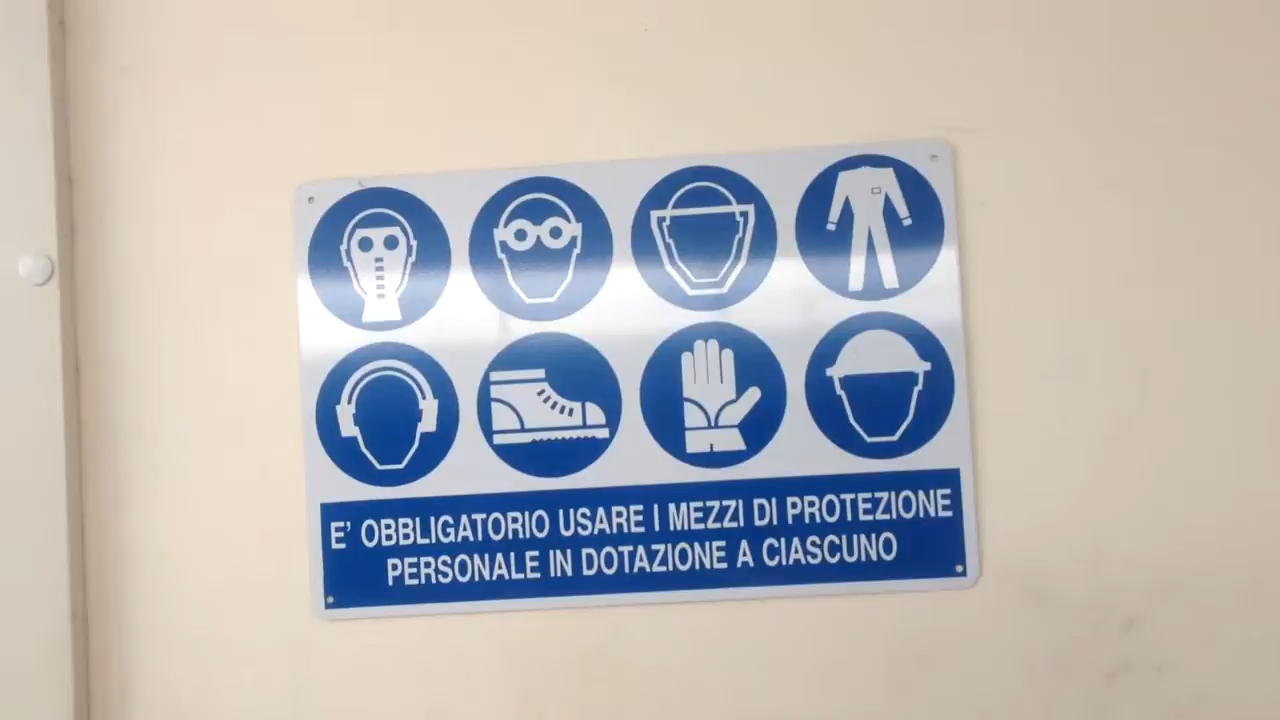 E' OBBLIGATORIO USARE I MEZZI DI PROTEZIONE
PERSONALE IN DOTAZIONE A CIASCUNO